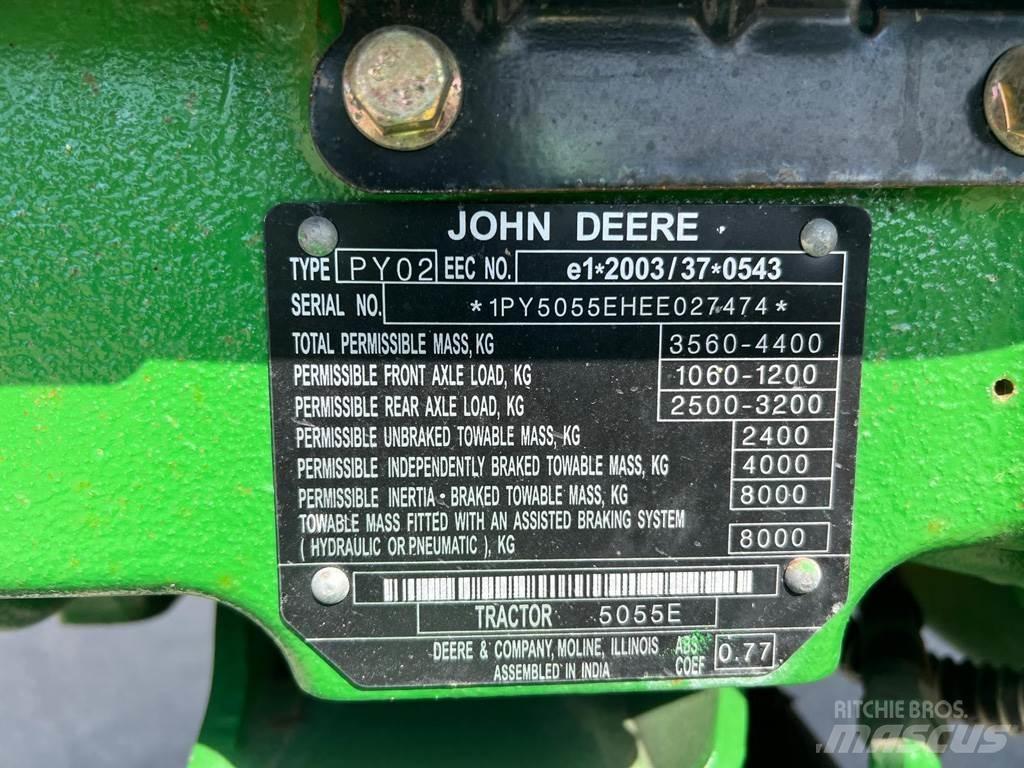 JOHN DEERE
TYPE PY02 EEC NO. e1*2003/37*0543
SERIAL NO. *1PY5055EHEE027474*
TOTAL PERMISSIBLE MASS, KG 3560-4400
PERMISSIBLE FRONT AXLE LOAD, KG 1060-1200
PERMISSIBLE REAR AXLE LOAD, KG 2500-3200
PERMISSIBLE UNBRAKED TOWABLE MASS, KG 2400
PERMISSIBLE INDEPENDENTLY BRAKED TOWABLE MASS, KG 4000
PERMISSIBLE INERTIA - BRAKED TOWABLE MASS, KG 8000
TOWABLE MASS FITTED WITH AN ASSISTED BRAKING SYSTEM
( HYDRAULIC OR PNEUMATIC ), KG 8000
TRACTOR 5055E
DEERE & COMPANY, MOLINE, ILLINOIS ABS
ASSEMBLED IN INDIA COEF 0.77
RITCHIE BROS.
mascus